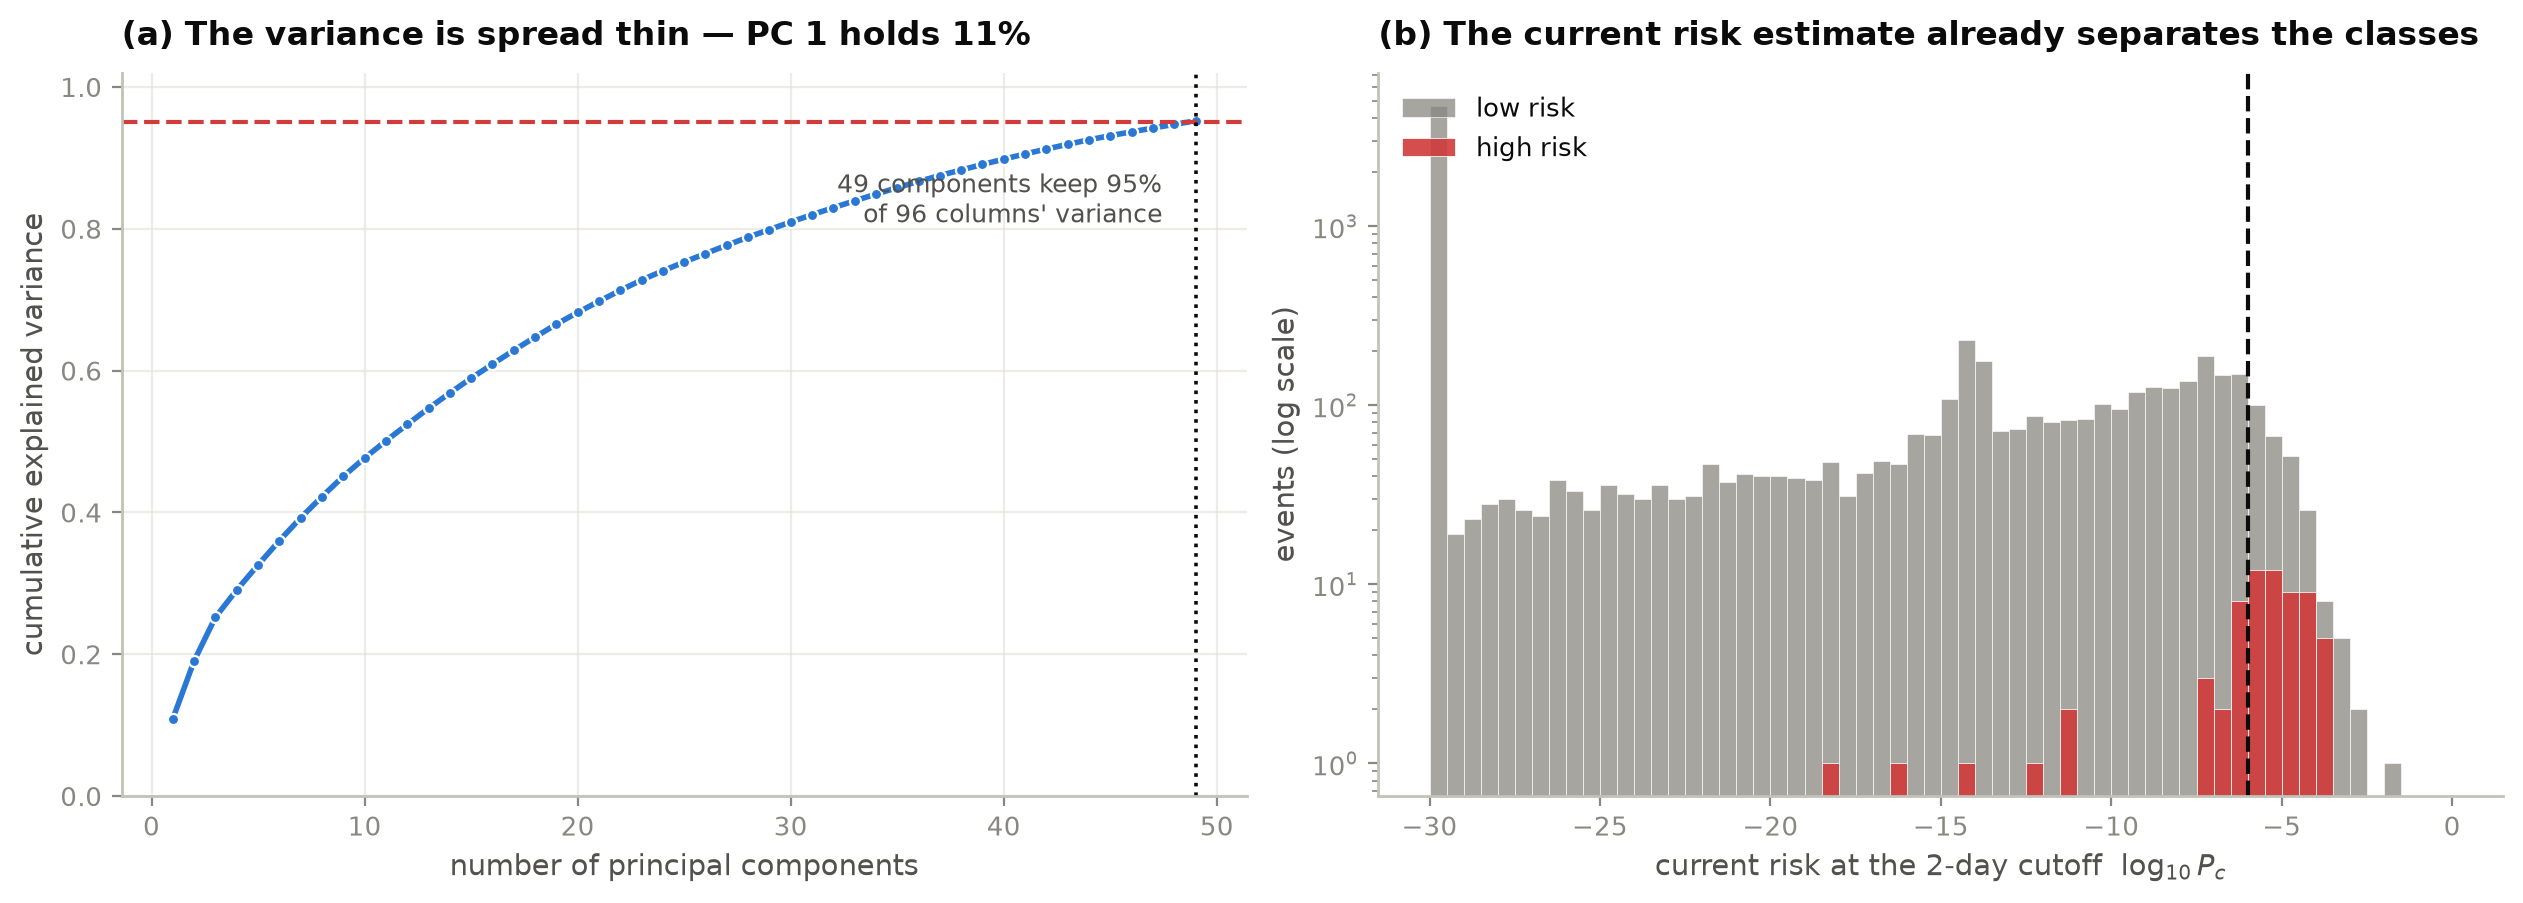 (a) The variance is spread thin — PC 1 holds 11%
cumulative explained variance
1.0
0.8
0.6
0.4
0.2
0.0
49 components keep 95%
of 96 columns' variance
0 10 20 30 40 50
number of principal components
(b) The current risk estimate already separates the classes
events (log scale)
low risk
high risk
10³
10²
10¹
10⁰
−30 −25 −20 −15 −10 −5 0
current risk at the 2-day cutoff log₁₀ P_c